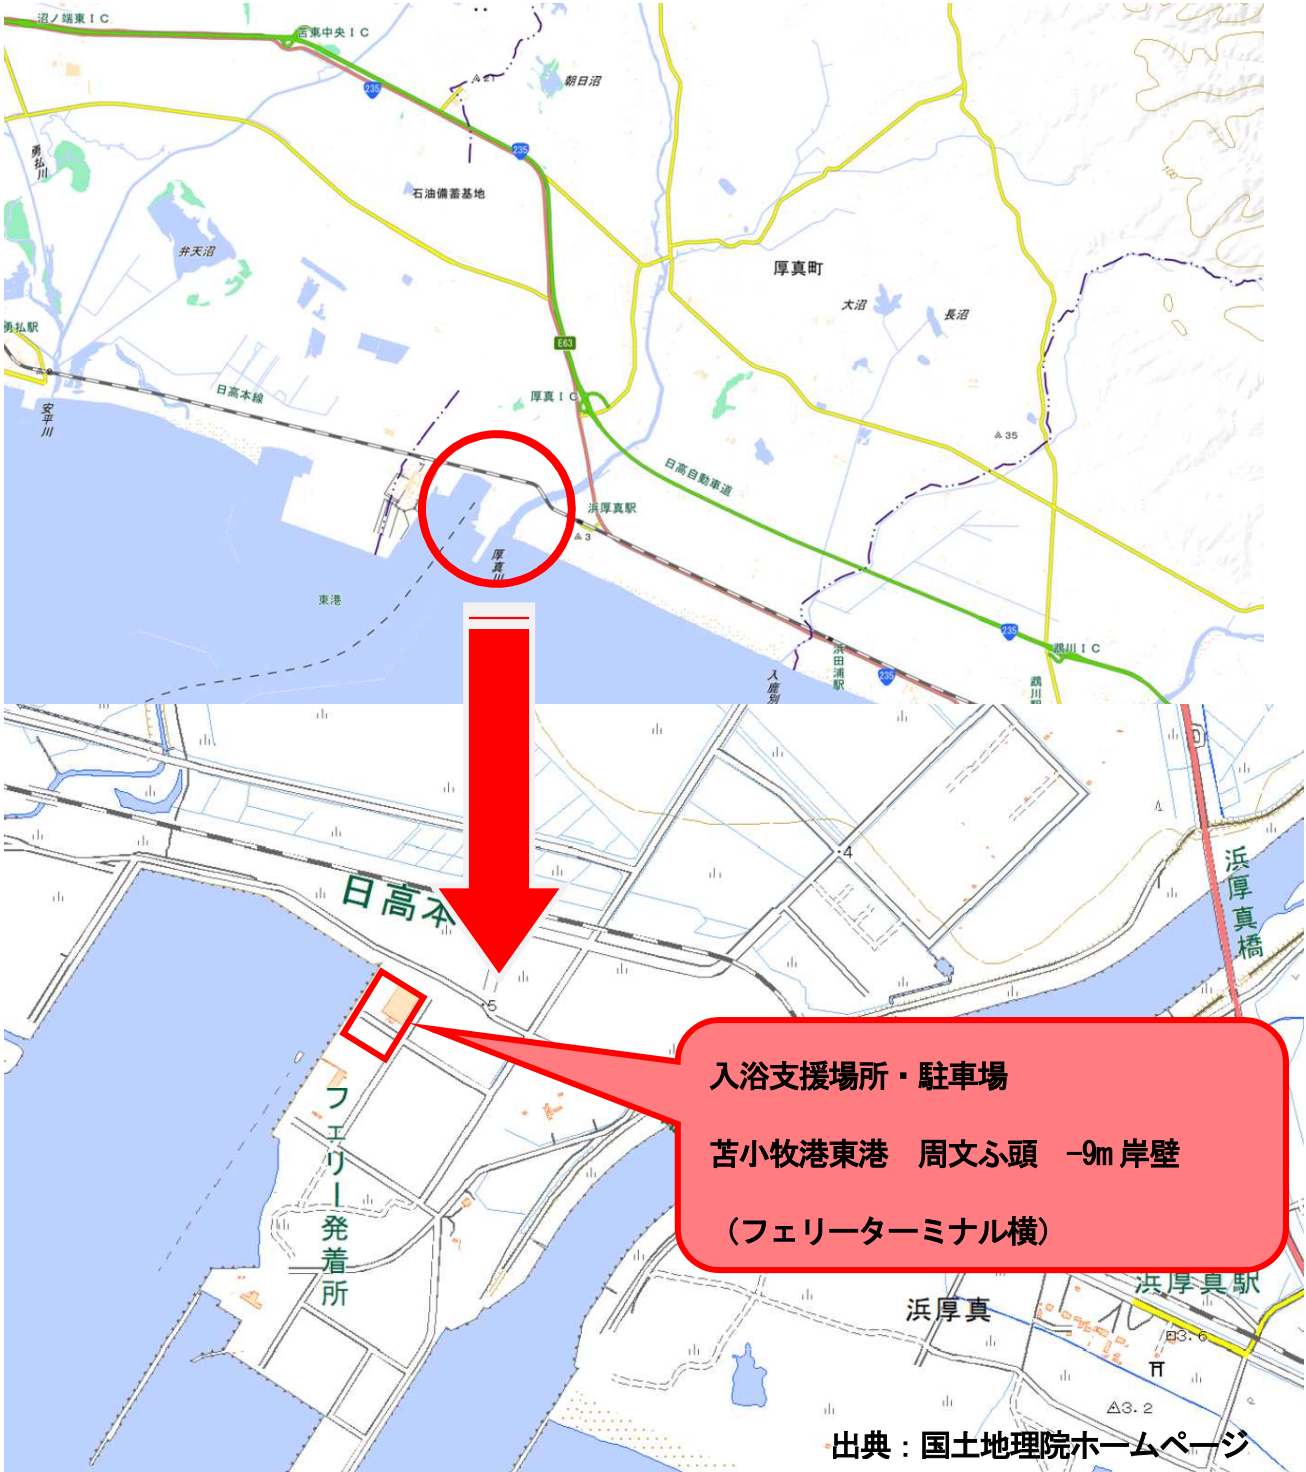 沼ノ端東IC
苫東中央IC
235
21
朝日沼
勇払川
235
石油備蓄基地
100
弁天沼
厚真町
大沼
長沼
勇払駅
E63
日高本線
厚真IC
安平川
35
日高自動車道
浜厚真駅
3
厚真川
東港
235
鵡川IC
浜田浦駅
235
入鹿別
鵡川駅
4
浜厚真橋
日高本
5
入浴支援場所・駐車場
苫小牧港東港　周文ふ頭　-9m岸壁
（フェリーターミナル横）
フェリー発着所
浜厚真駅
浜厚真
3.6
3.2
出典：国土地理院ホームページ